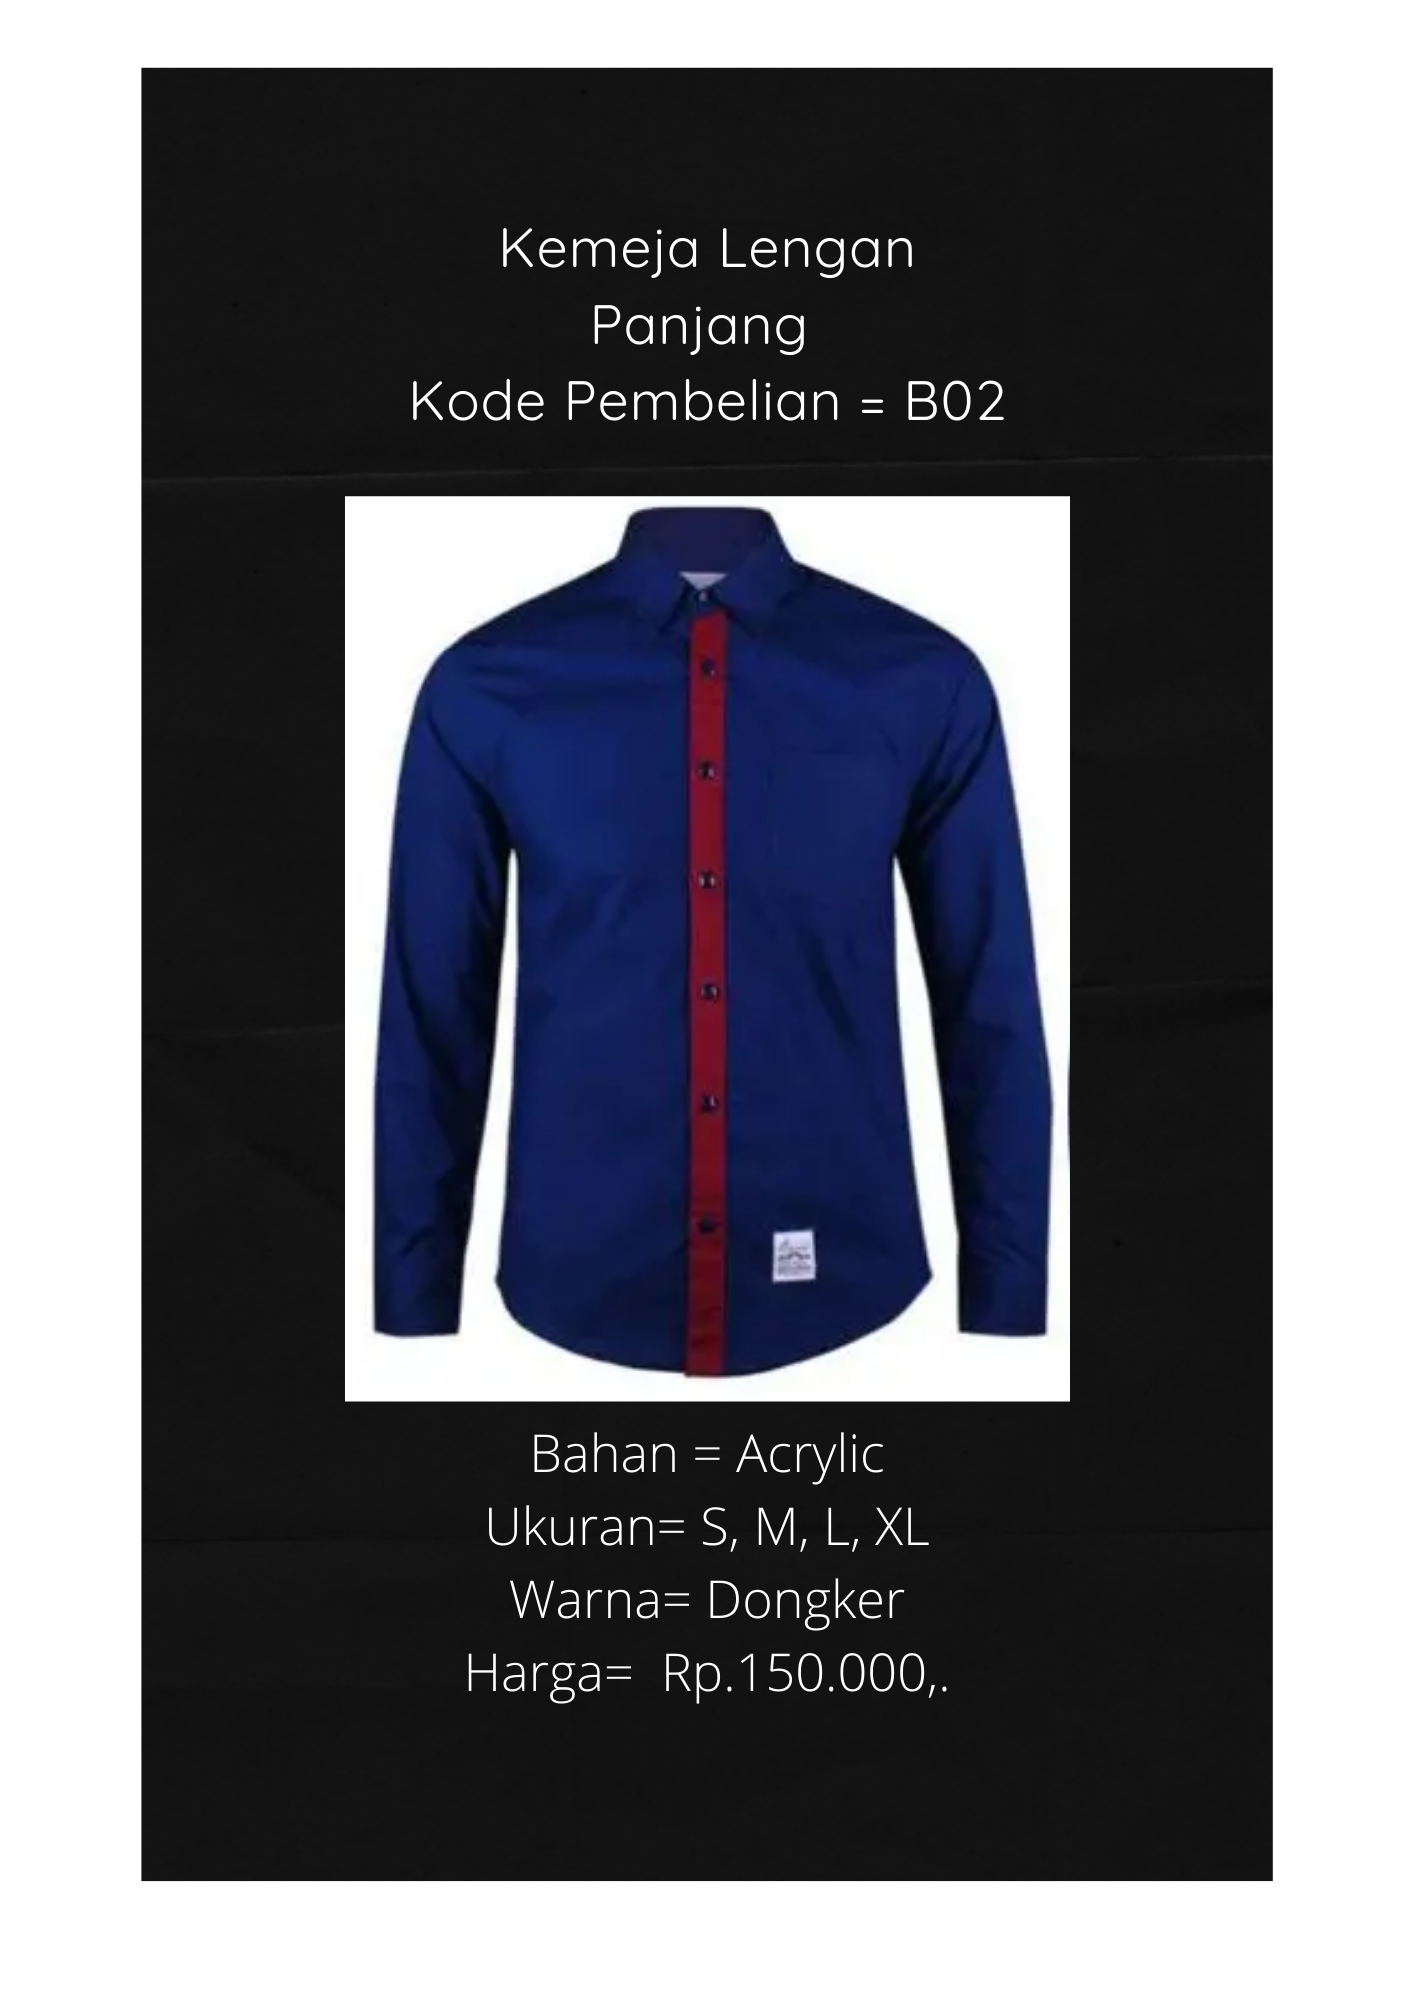 Kemeja Lengan
Panjang
Kode Pembelian = B02
Bahan = Acrylic
Ukuran= S, M, L, XL
Warna= Dongker
Harga= Rp.150.000,.